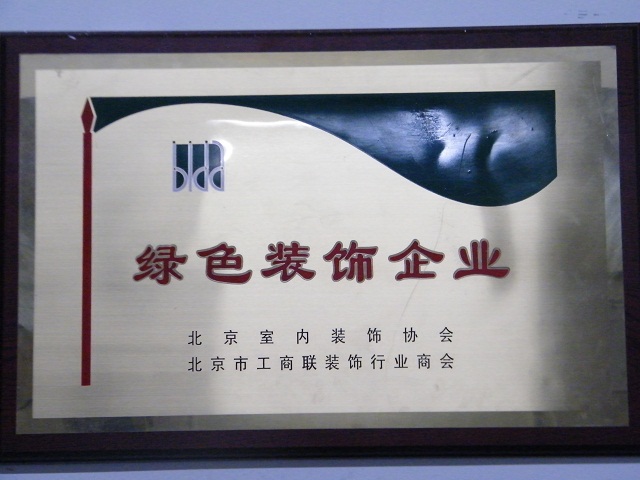 bida
绿色装饰企业
北京室内装饰协会
北京市工商联装饰行业商会